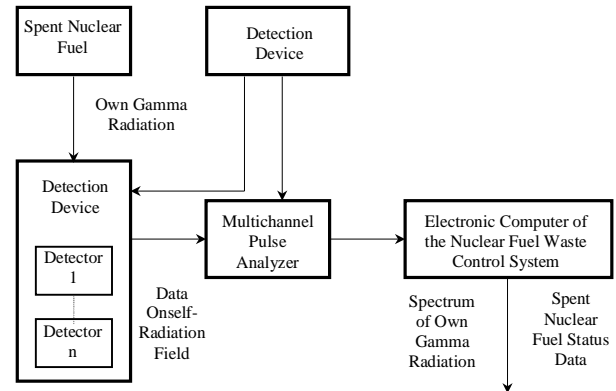 Spent Nuclear
Fuel
Detection
Device
Own Gamma
Radiation
Detection
Device
Detector
1
Detector
n
Data
Onself-
Radiation
Field
Multichannel
Pulse
Analyzer
Electronic Computer of
the Nuclear Fuel Waste
Control System
Spectrum
of Own
Gamma
Radiation
Spent
Nuclear
Fuel Status
Data